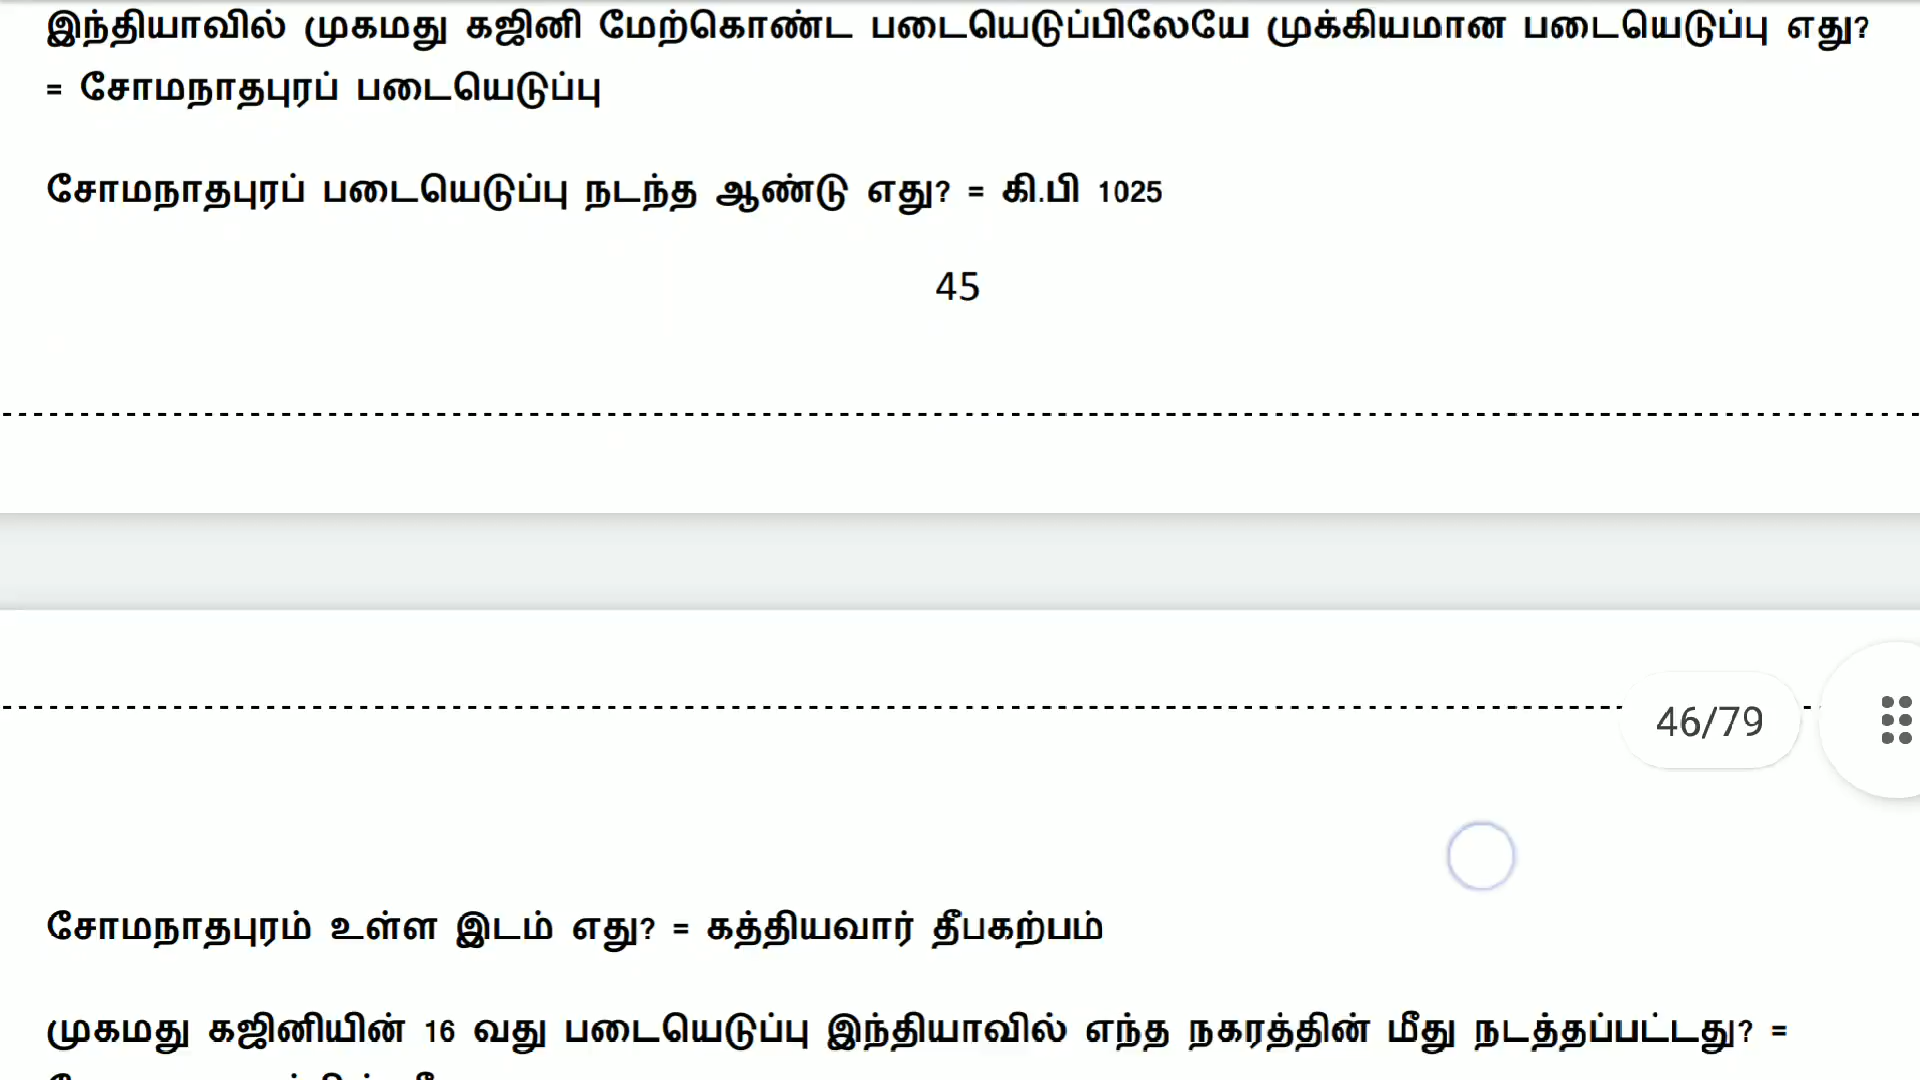 இந்தியாவில் முகமது கஜினி மேற்கொண்ட படையெடுப்பிலேயே முக்கியமான படையெடுப்பு எது?
= சோமநாதபுரப் படையெடுப்பு
சோமநாதபுரப் படையெடுப்பு நடந்த ஆண்டு எது? = கி.பி 1025
45
46/79
சோமநாதபுரம் உள்ள இடம் எது? = கத்தியவார் தீபகற்பம்
முகமது கஜினியின் 16 வது படையெடுப்பு இந்தியாவில் எந்த நகரத்தின் மீது நடத்தப்பட்டது? =